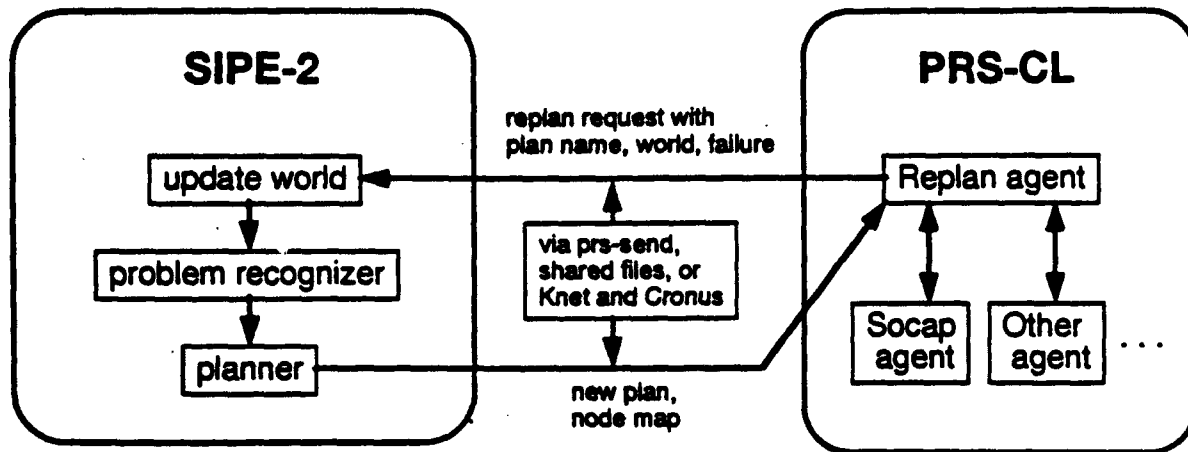 SIPE-2
PRS-CL
replan request with
plan name, world, failure
update world
Replan agent
via prs-send,
shared files, or
Knet and Cronus
problem recognizer
Socap
agent
Other
agent
. . .
planner
new plan,
node map